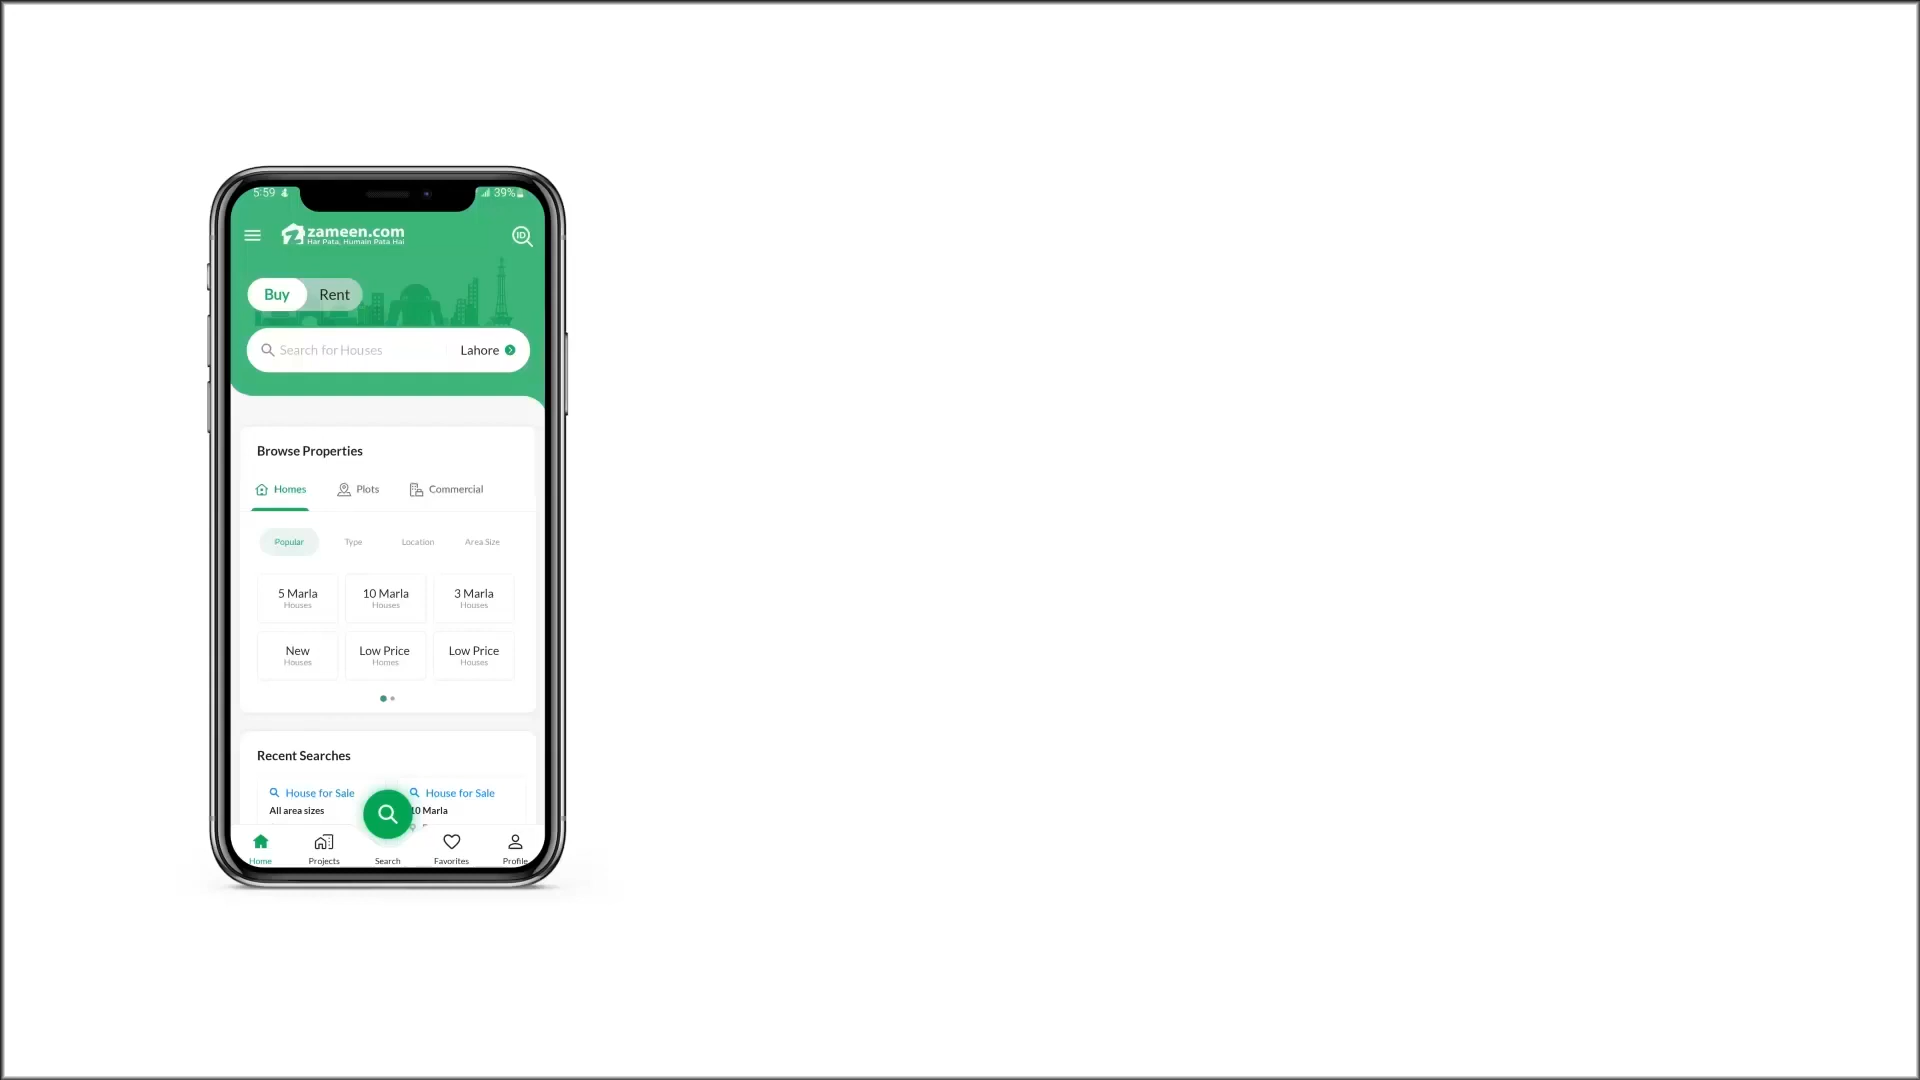 5:59
39%
zameen.com
Har Pata, Humain Pata Hai
ID
Buy Rent
Search for Houses Lahore
Browse Properties
Homes Plots Commercial
Popular Type Location Area Size
5 Marla 10 Marla 3 Marla
Houses Houses Houses
New Low Price Low Price
Houses Homes Houses
Recent Searches
House for Sale House for Sale
All area sizes 10 Marla
Home Projects Search Favorites Profile